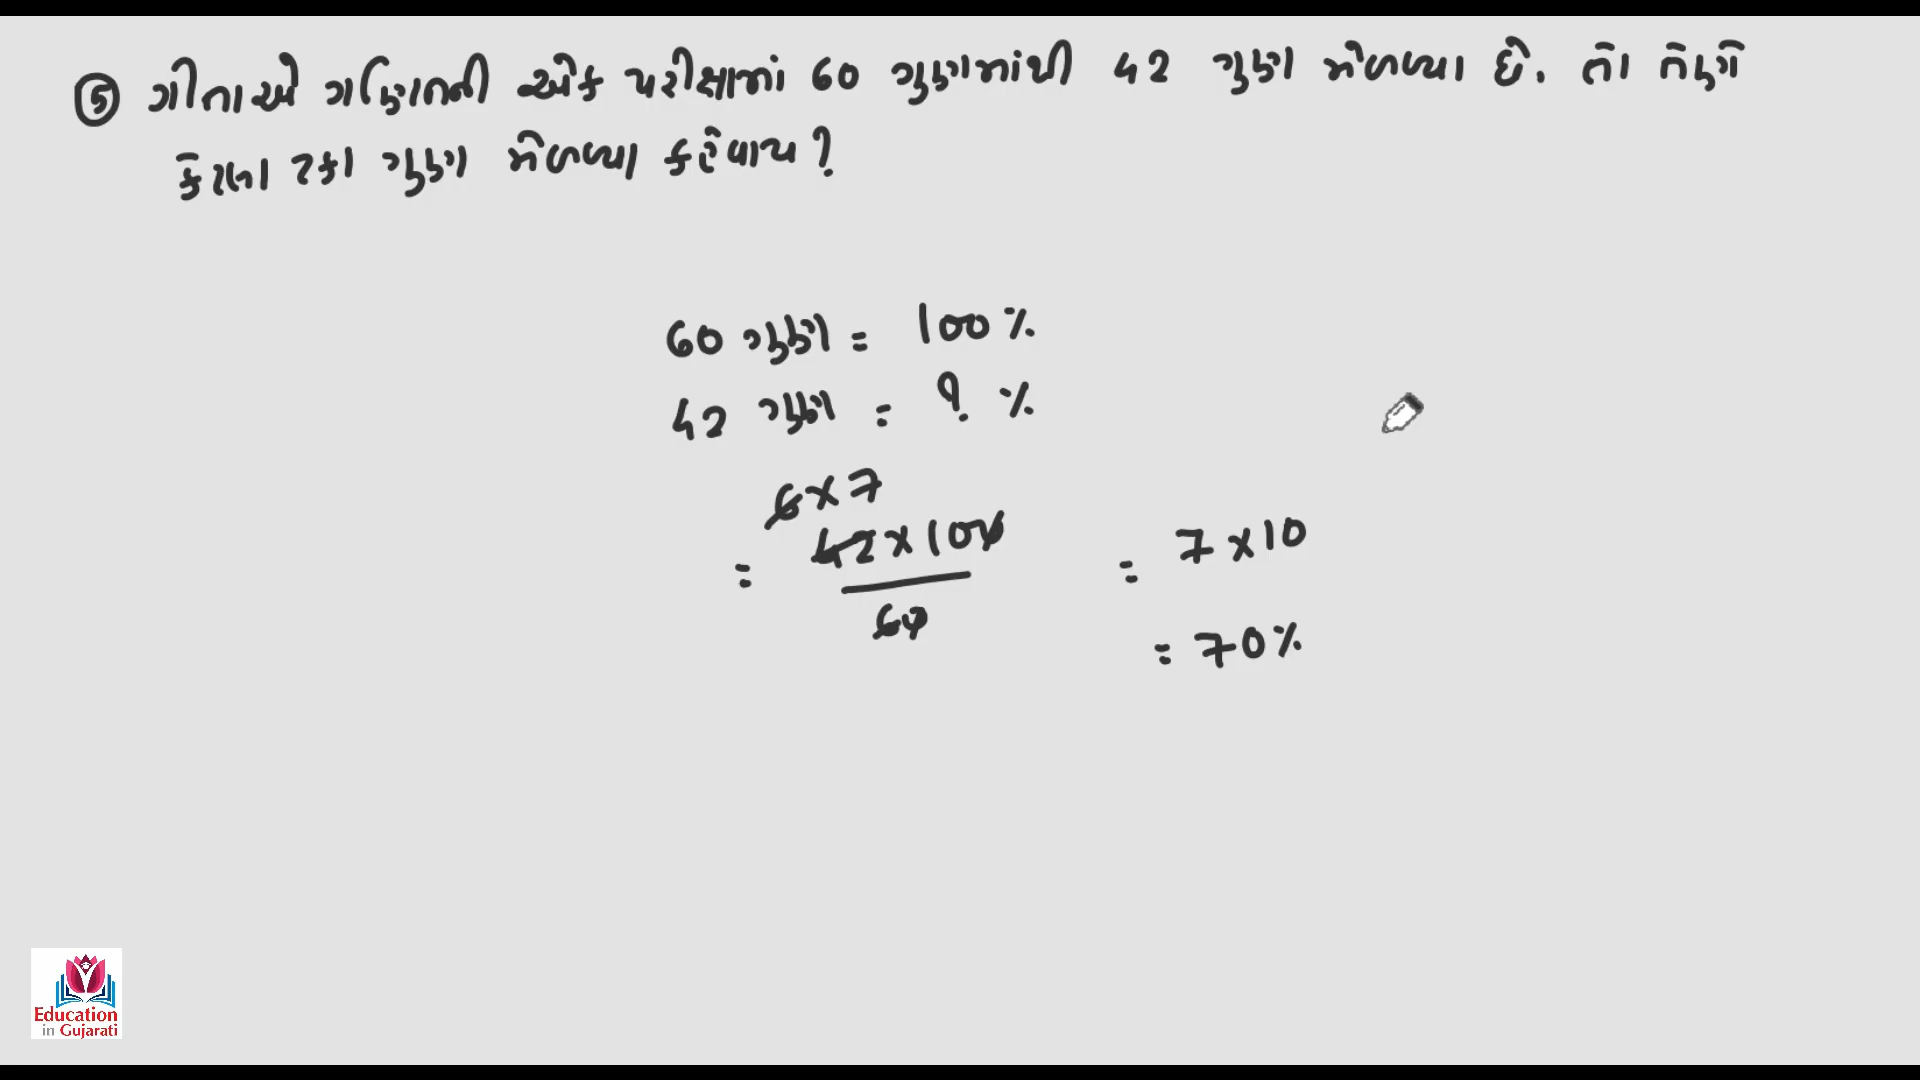 ⑤ ગીતાએ ગણિતની એક પરીક્ષામાં 60 ગુણમાંથી 42 ગુણ મેળવ્યા છે. તો તેણે
કેટલા ટકા ગુણ મેળવ્યા કહેવાય?
60 ગુણ = 100%
42 ગુણ = ? %
6 x 7
= 42 x 100 / 60
= 7 x 10
= 70%
Education
in Gujarati